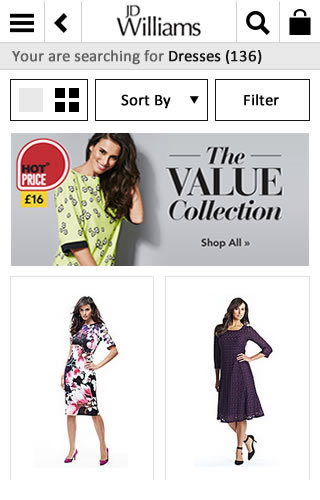 JD
Williams
Your are searching for Dresses (136)
Sort By ▼
Filter
HOT
PRICE
£16
The
VALUE
Collection
Shop All »